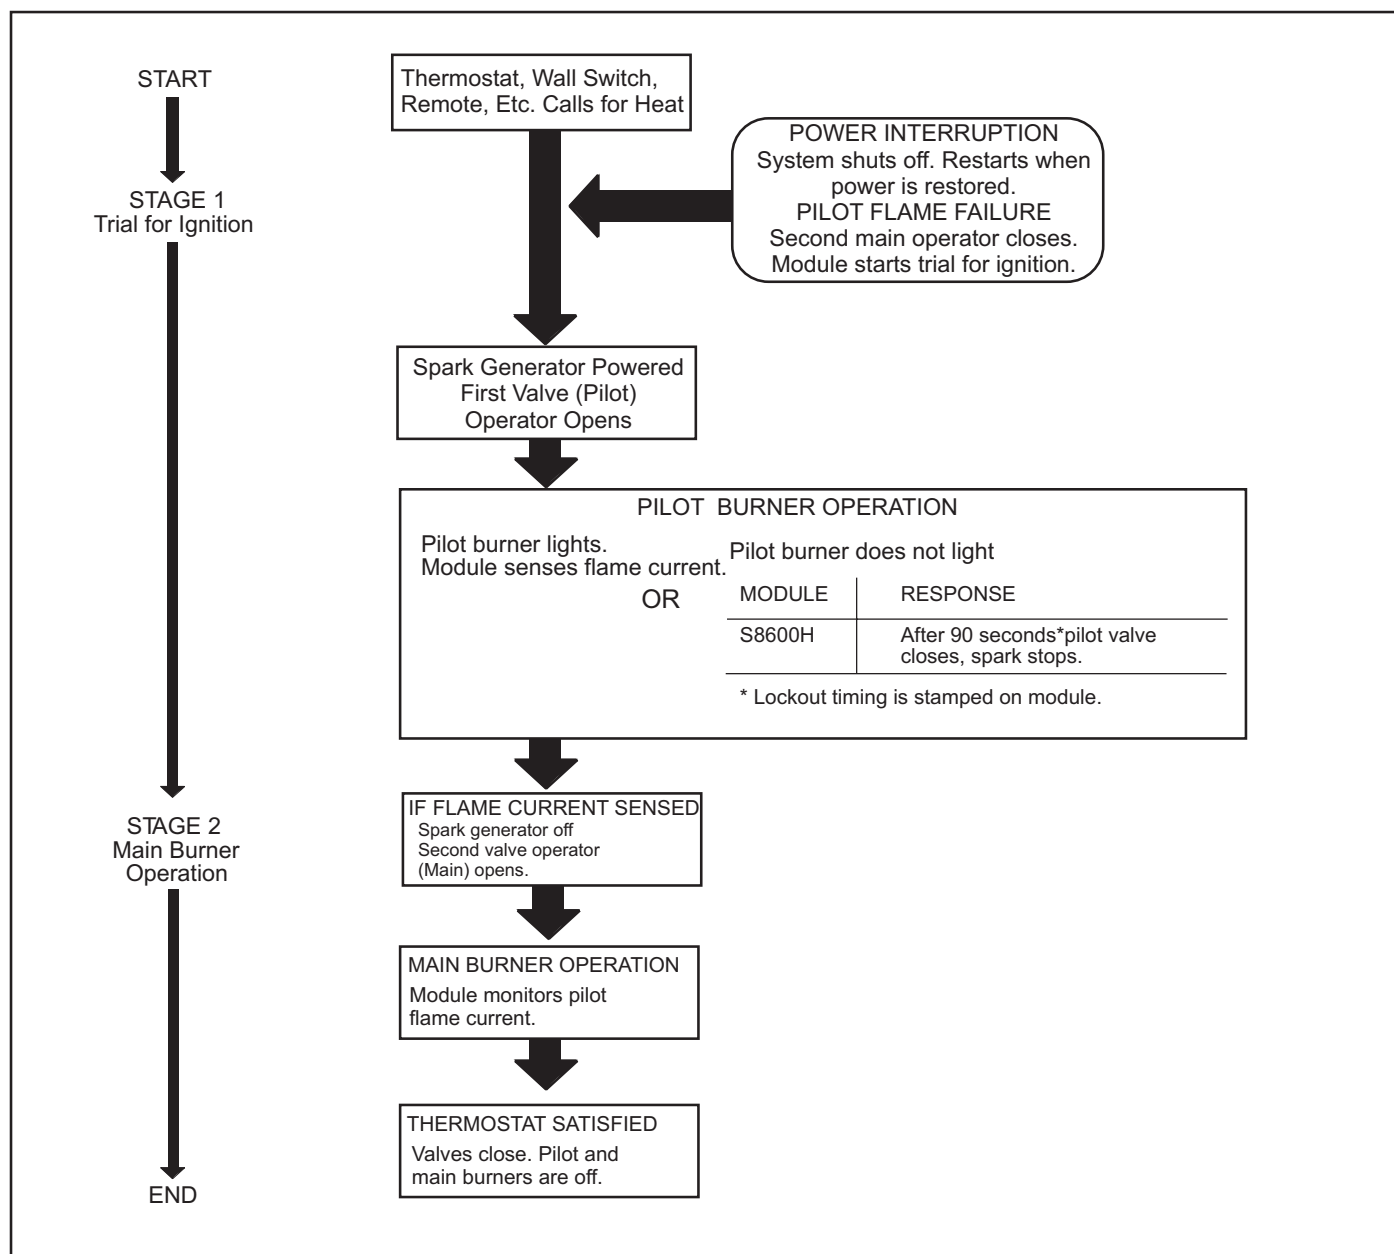 START
STAGE 1
Trial for Ignition
STAGE 2
Main Burner
Operation
END
Thermostat, Wall Switch,
Remote, Etc. Calls for Heat
POWER INTERRUPTION
System shuts off. Restarts when
power is restored.
PILOT FLAME FAILURE
Second main operator closes.
Module starts trial for ignition.
Spark Generator Powered
First Valve (Pilot)
Operator Opens
PILOT BURNER OPERATION
Pilot burner lights.
Module senses flame current.
OR
Pilot burner does not light
MODULE RESPONSE
S8600H After 90 seconds*pilot valve
closes, spark stops.
* Lockout timing is stamped on module.
IF FLAME CURRENT SENSED
Spark generator off
Second valve operator
(Main) opens.
MAIN BURNER OPERATION
Module monitors pilot
flame current.
THERMOSTAT SATISFIED
Valves close. Pilot and
main burners are off.